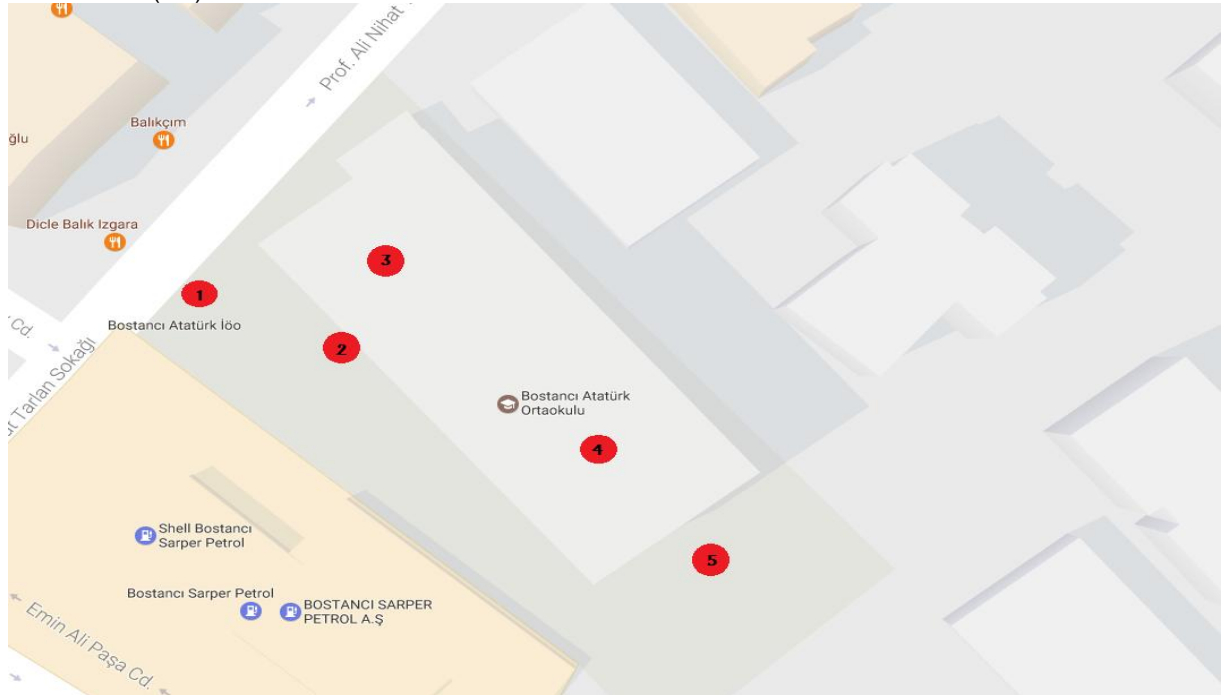 Prof. Ali Nihat
Balıkçım
ğlu
Dicle Balık Izgara
3
1
Bostancı Atatürk İöo
Cd.
2
ut Tarlan Sokağı
Bostancı Atatürk
Ortaokulu
4
Shell Bostancı
Sarper Petrol
5
Bostancı Sarper Petrol
BOSTANCI SARPER
PETROL A.Ş
Emin Ali Paşa Cd.